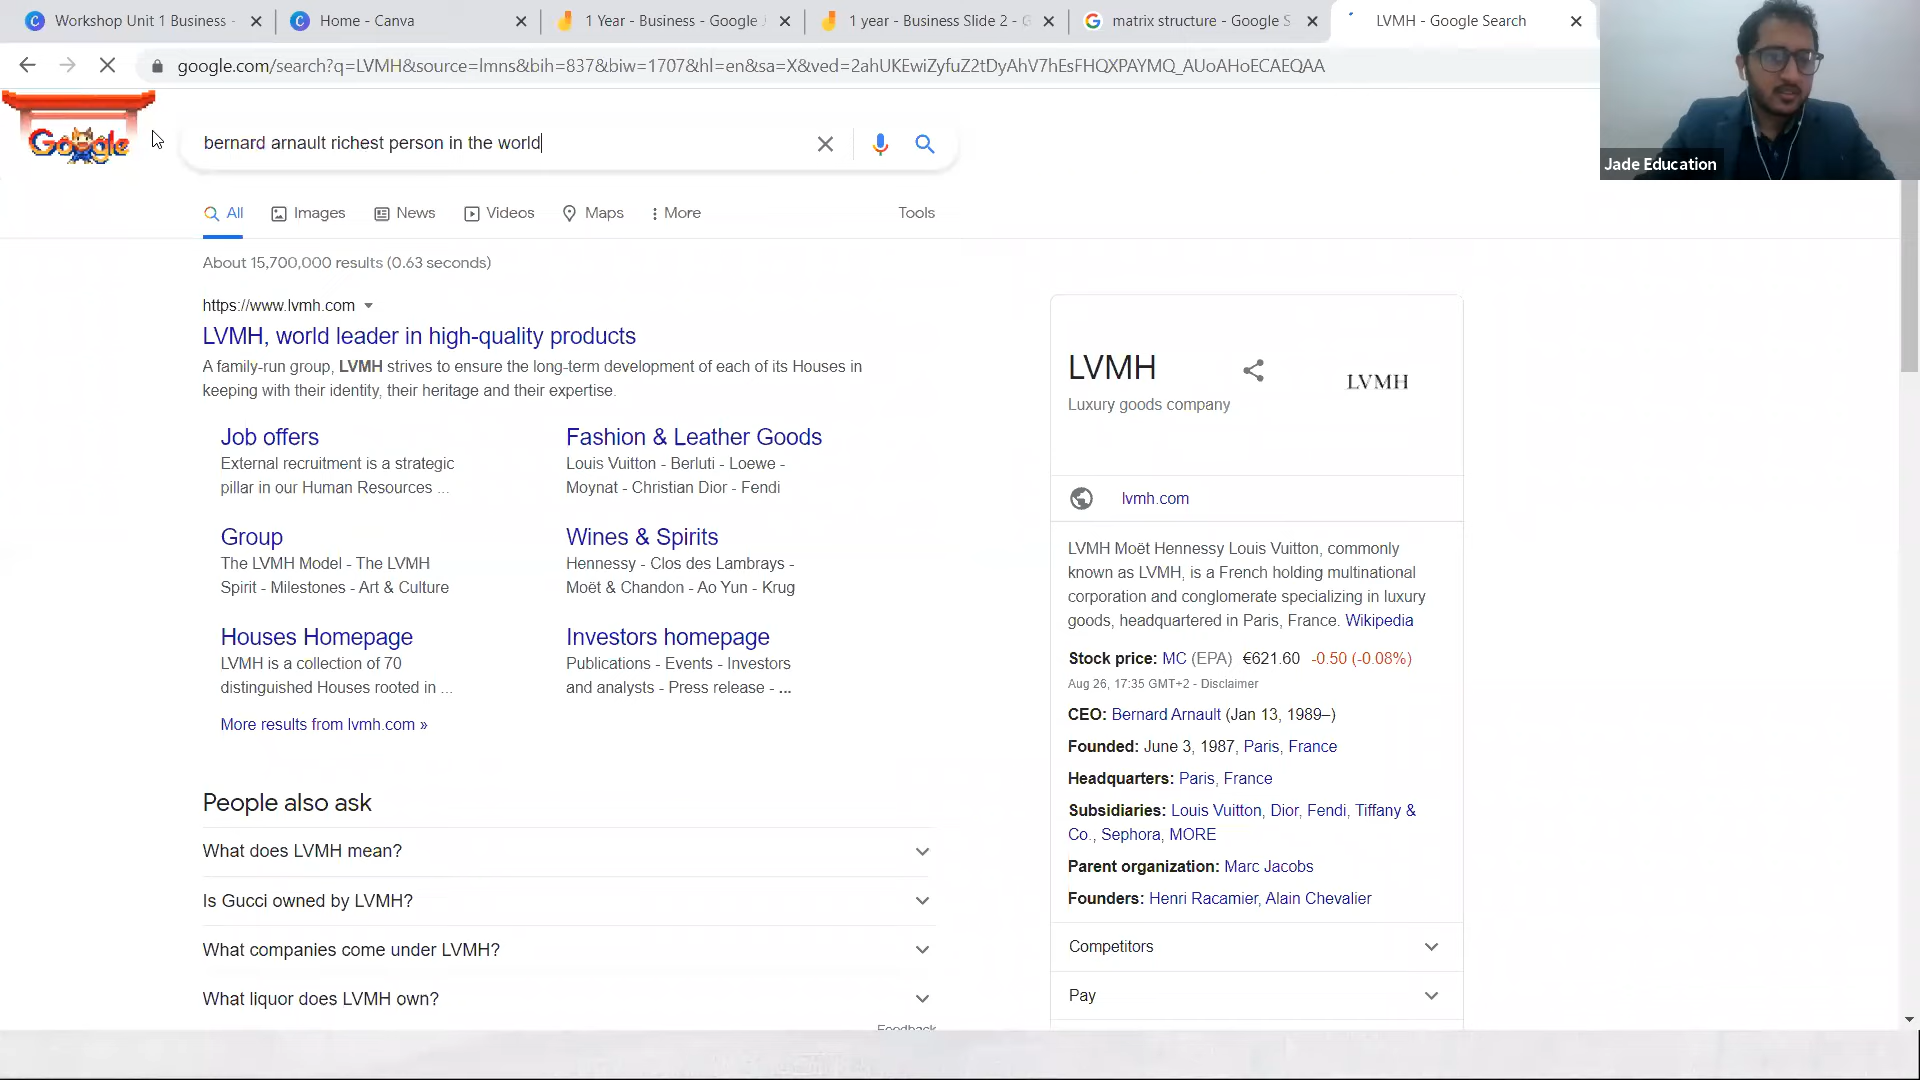 Workshop Unit 1 Business -
Home - Canva
1 Year - Business - Google
1 year - Business Slide 2 - G
matrix structure - Google S
LVMH - Google Search
google.com/search?q=LVMH&source=lmns&bih=837&biw=1707&hl=en&sa=X&ved=2ahUKEwiZyfuZ2tDyAhV7hEsFHQXPAYMQ_AUoAHoECAEQAA
Google
bernard arnault richest person in the world
Jade Education
All
Images
News
Videos
Maps
More
Tools
About 15,700,000 results (0.63 seconds)
https://www.lvmh.com
LVMH, world leader in high-quality products
A family-run group, LVMH strives to ensure the long-term development of each of its Houses in
keeping with their identity, their heritage and their expertise.
Job offers
External recruitment is a strategic
pillar in our Human Resources ...
Fashion & Leather Goods
Louis Vuitton - Berluti - Loewe -
Moynat - Christian Dior - Fendi
Group
The LVMH Model - The LVMH
Spirit - Milestones - Art & Culture
Wines & Spirits
Hennessy - Clos des Lambrays -
Moët & Chandon - Ao Yun - Krug
Houses Homepage
LVMH is a collection of 70
distinguished Houses rooted in ...
Investors homepage
Publications - Events - Investors
and analysts - Press release - ...
More results from lvmh.com »
People also ask
What does LVMH mean?
Is Gucci owned by LVMH?
What companies come under LVMH?
What liquor does LVMH own?
Feedback
LVMH
Luxury goods company
LVMH
lvmh.com
LVMH Moët Hennessy Louis Vuitton, commonly
known as LVMH, is a French holding multinational
corporation and conglomerate specializing in luxury
goods, headquartered in Paris, France. Wikipedia
Stock price: MC (EPA) €621.60 -0.50 (-0.08%)
Aug 26, 17:35 GMT+2 - Disclaimer
CEO: Bernard Arnault (Jan 13, 1989–)
Founded: June 3, 1987, Paris, France
Headquarters: Paris, France
Subsidiaries: Louis Vuitton, Dior, Fendi, Tiffany &
Co., Sephora, MORE
Parent organization: Marc Jacobs
Founders: Henri Racamier, Alain Chevalier
Competitors
Pay